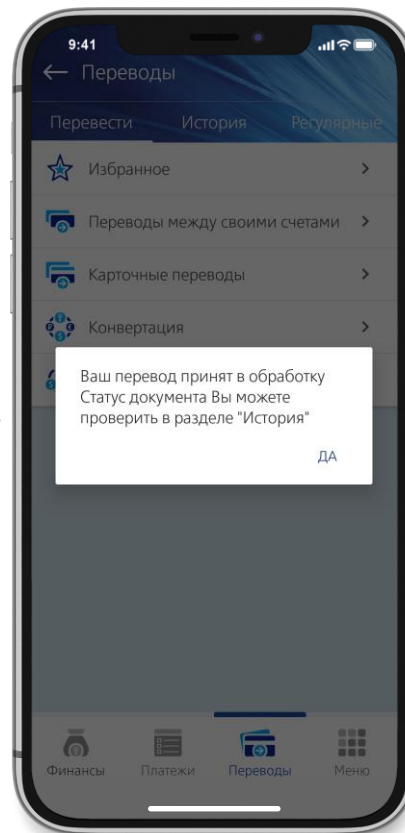 9:41
Переводы
Перевести История Регулярные
Избранное
Переводы между своими счетами
Карточные переводы
Конвертация
Ваш перевод принят в обработку
Статус документа Вы можете
проверить в разделе "История"
ДА
Финансы Платежи Переводы Меню